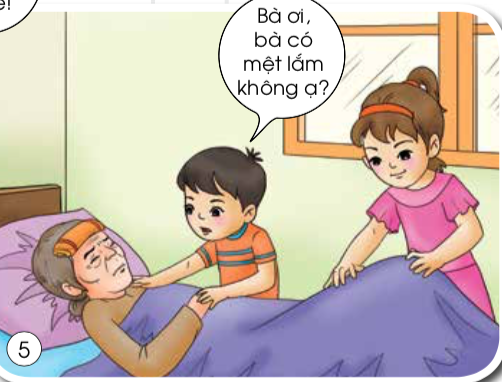 Bà ơi,
bà có
mệt lắm
không ạ?
5